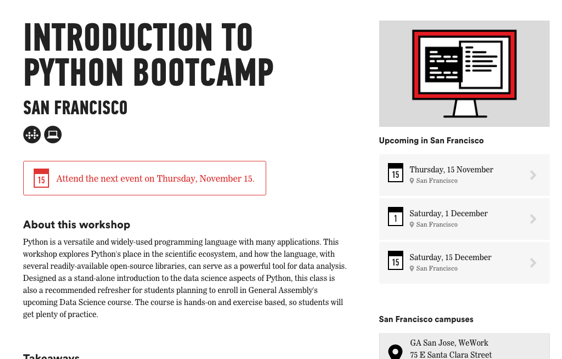 INTRODUCTION TO
PYTHON BOOTCAMP
SAN FRANCISCO
15
Attend the next event on Thursday, November 15.
About this workshop
Python is a versatile and widely-used programming language with many applications. This
workshop explores Python's place in the scientific ecosystem, and how the language, with
several readily-available open-source libraries, can serve as a powerful tool for data analysis.
Designed as a stand-alone introduction to the data science aspects of Python, this class is
also a recommended refresher for students planning to enroll in General Assembly's
upcoming Data Science course. The course is hands-on and exercise based, so students will
get plenty of practice.
Takeaways
Upcoming in San Francisco
15
Thursday, 15 November
San Francisco
1
Saturday, 1 December
San Francisco
15
Saturday, 15 December
San Francisco
San Francisco campuses
GA San Jose, WeWork
75 E Santa Clara Street